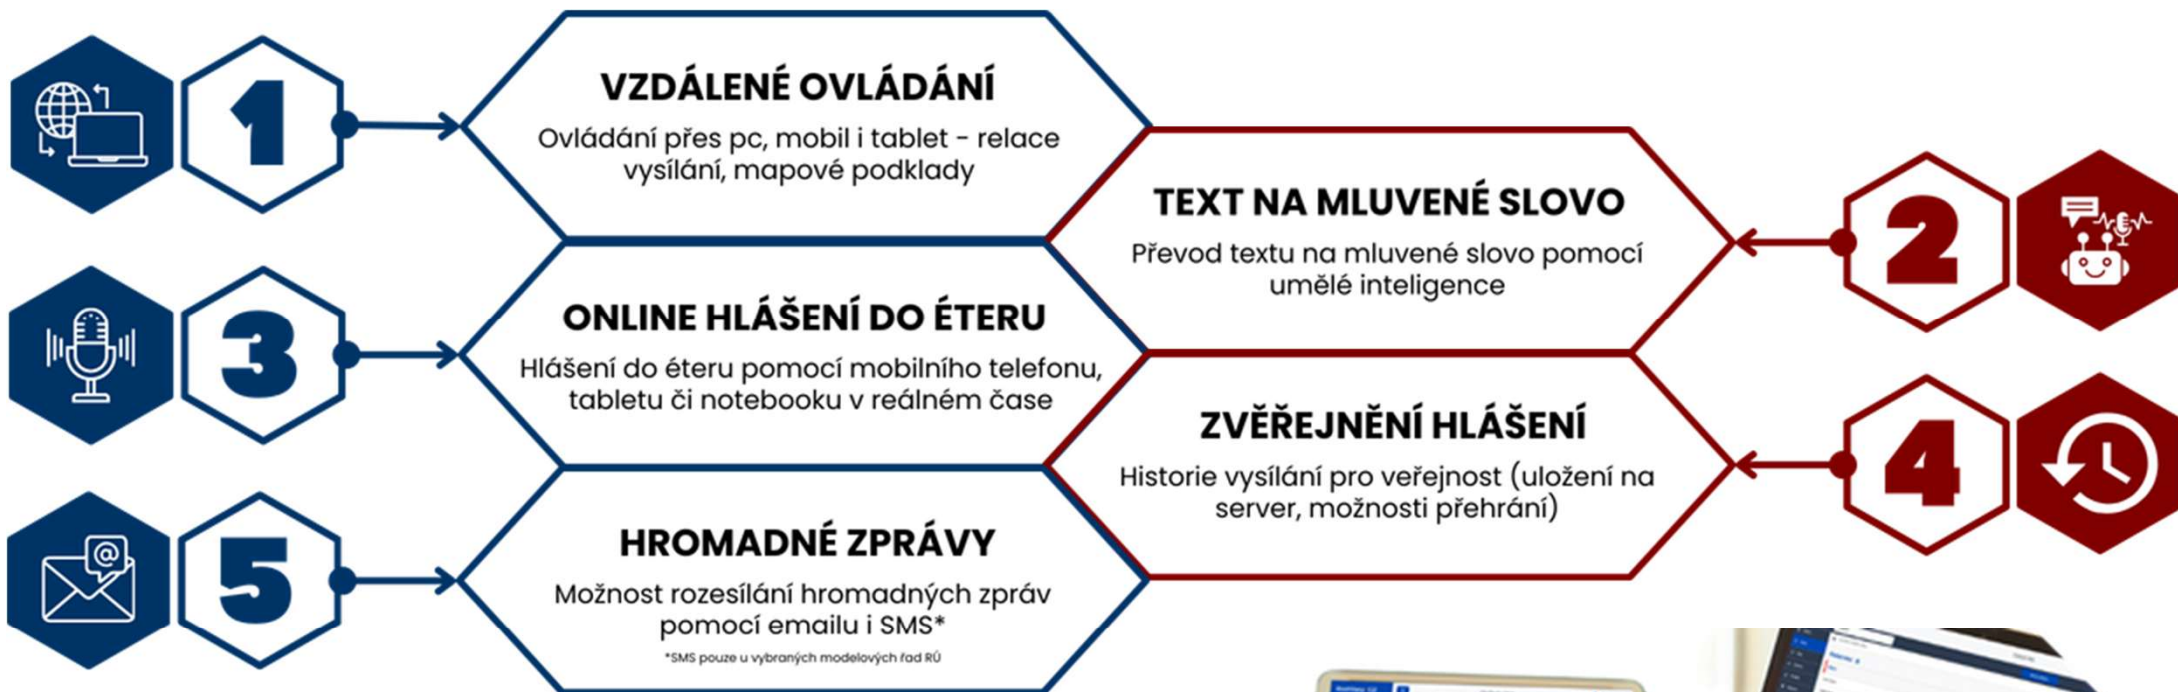 1
VZDÁLENÉ OVLÁDÁNÍ
Ovládání přes pc, mobil i tablet - relace
vysílání, mapové podklady
2
TEXT NA MLUVENÉ SLOVO
Převod textu na mluvené slovo pomocí
umělé inteligence
3
ONLINE HLÁŠENÍ DO ÉTERU
Hlášení do éteru pomocí mobilního telefonu,
tabletu či notebooku v reálném čase
4
ZVĚŘEJNĚNÍ HLÁŠENÍ
Historie vysílání pro veřejnost (uložení na
server, možnosti přehrání)
5
HROMADNÉ ZPRÁVY
Možnost rozesílání hromadných zpráv
pomocí emailu i SMS*
*SMS pouze u vybraných modelových řad RÚ
@